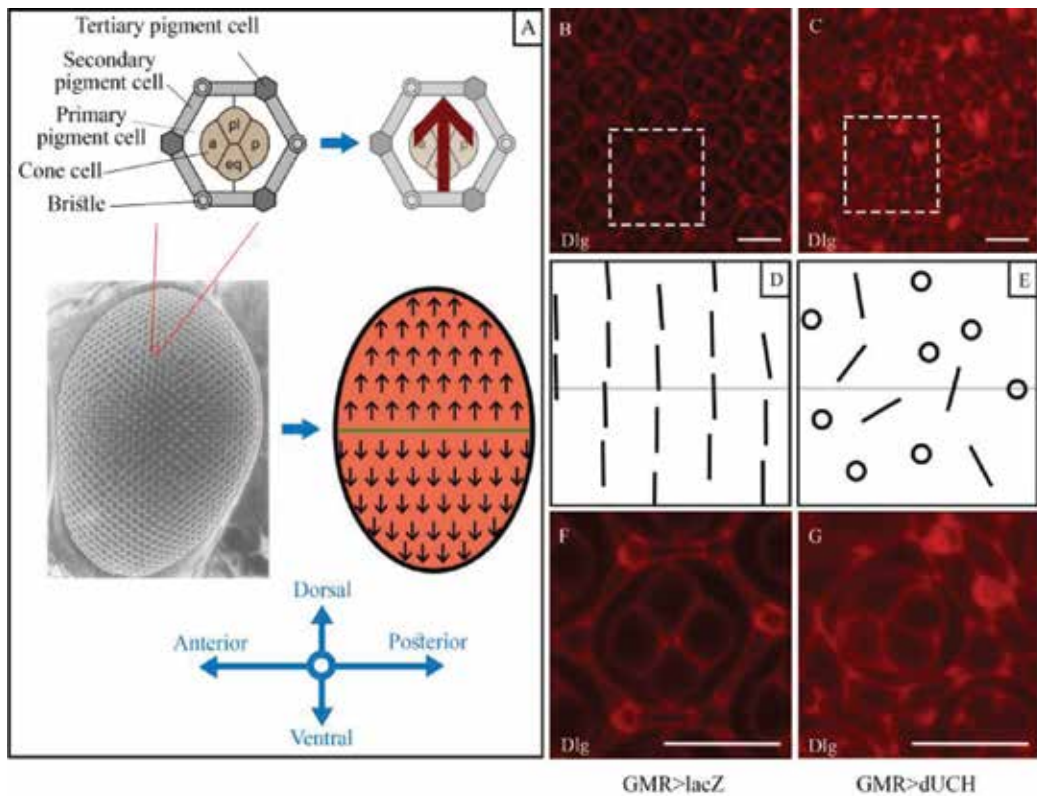 Tertiary pigment cell
A
Secondary
pigment cell
Primary
pigment cell
Cone cell
Bristle
pl
a
p
eq
p
Dorsal
Anterior
Posterior
Ventral
B
Dlg
C
Dlg
D
E
F
Dlg
G
Dlg
GMR>lacZ
GMR>dUCH